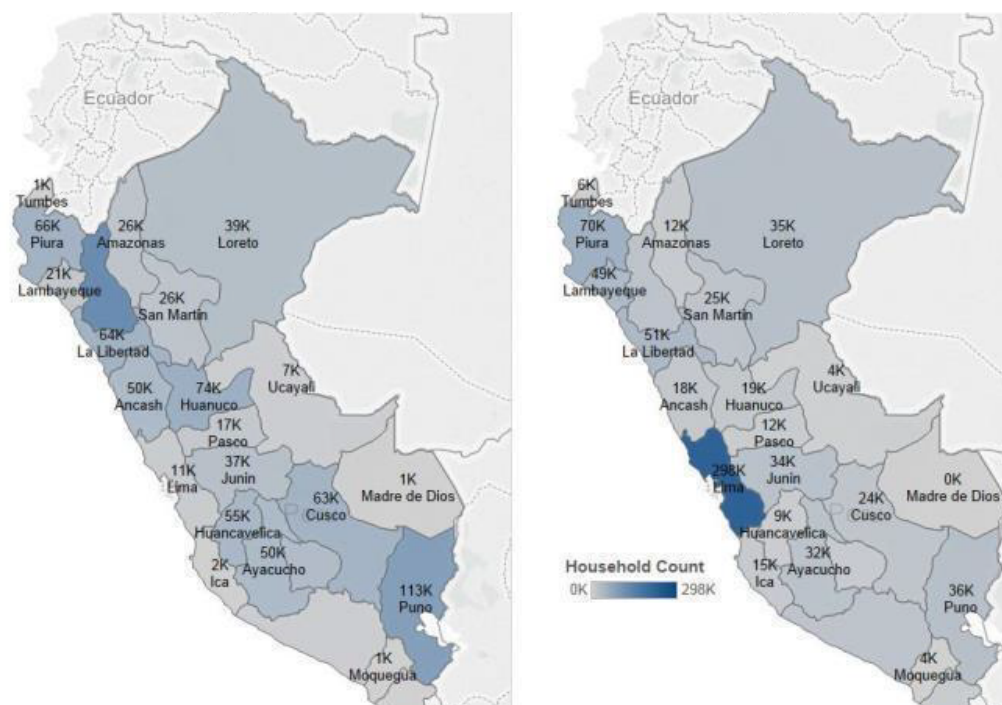 Ecuador
1K
Tumbes
66K
Piura
26K
Amazonas
39K
Loreto
21K
Lambayeque
26K
San Martín
64K
La Libertad
50K
Ancash
74K
Huanuco
7K
Ucayali
17K
Pasco
11K
Lima
37K
Junin
1K
Madre de Dios
63K
Cusco
55K
Huancavelica
50K
Ayacucho
2K
Ica
113K
Puno
1K
Moquegua
Ecuador
6K
Tumbes
70K
Piura
12K
Amazonas
35K
Loreto
49K
Lambayeque
25K
San Martín
51K
La Libertad
18K
Ancash
19K
Huanuco
4K
Ucayali
12K
Pasco
298K
Lima
34K
Junin
0K
Madre de Dios
24K
Cusco
9K
Huancavelica
32K
Ayacucho
15K
Ica
36K
Puno
4K
Moquegua
Household Count
0K 298K